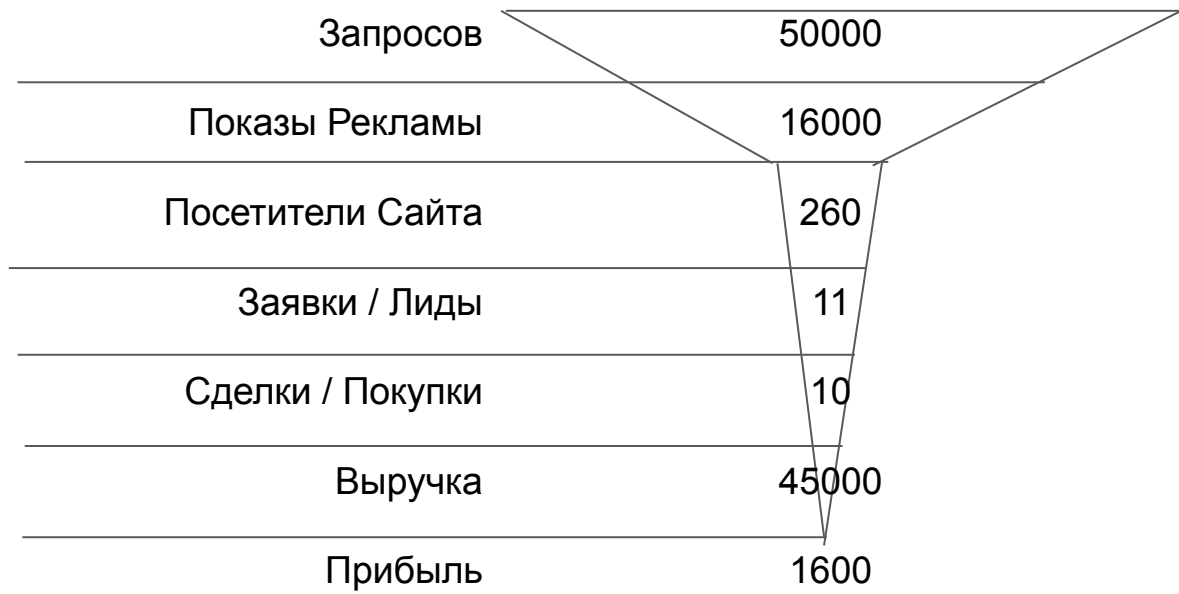 Запросов 50000
Показы Рекламы 16000
Посетители Сайта 260
Заявки / Лиды 11
Сделки / Покупки 10
Выручка 45000
Прибыль 1600